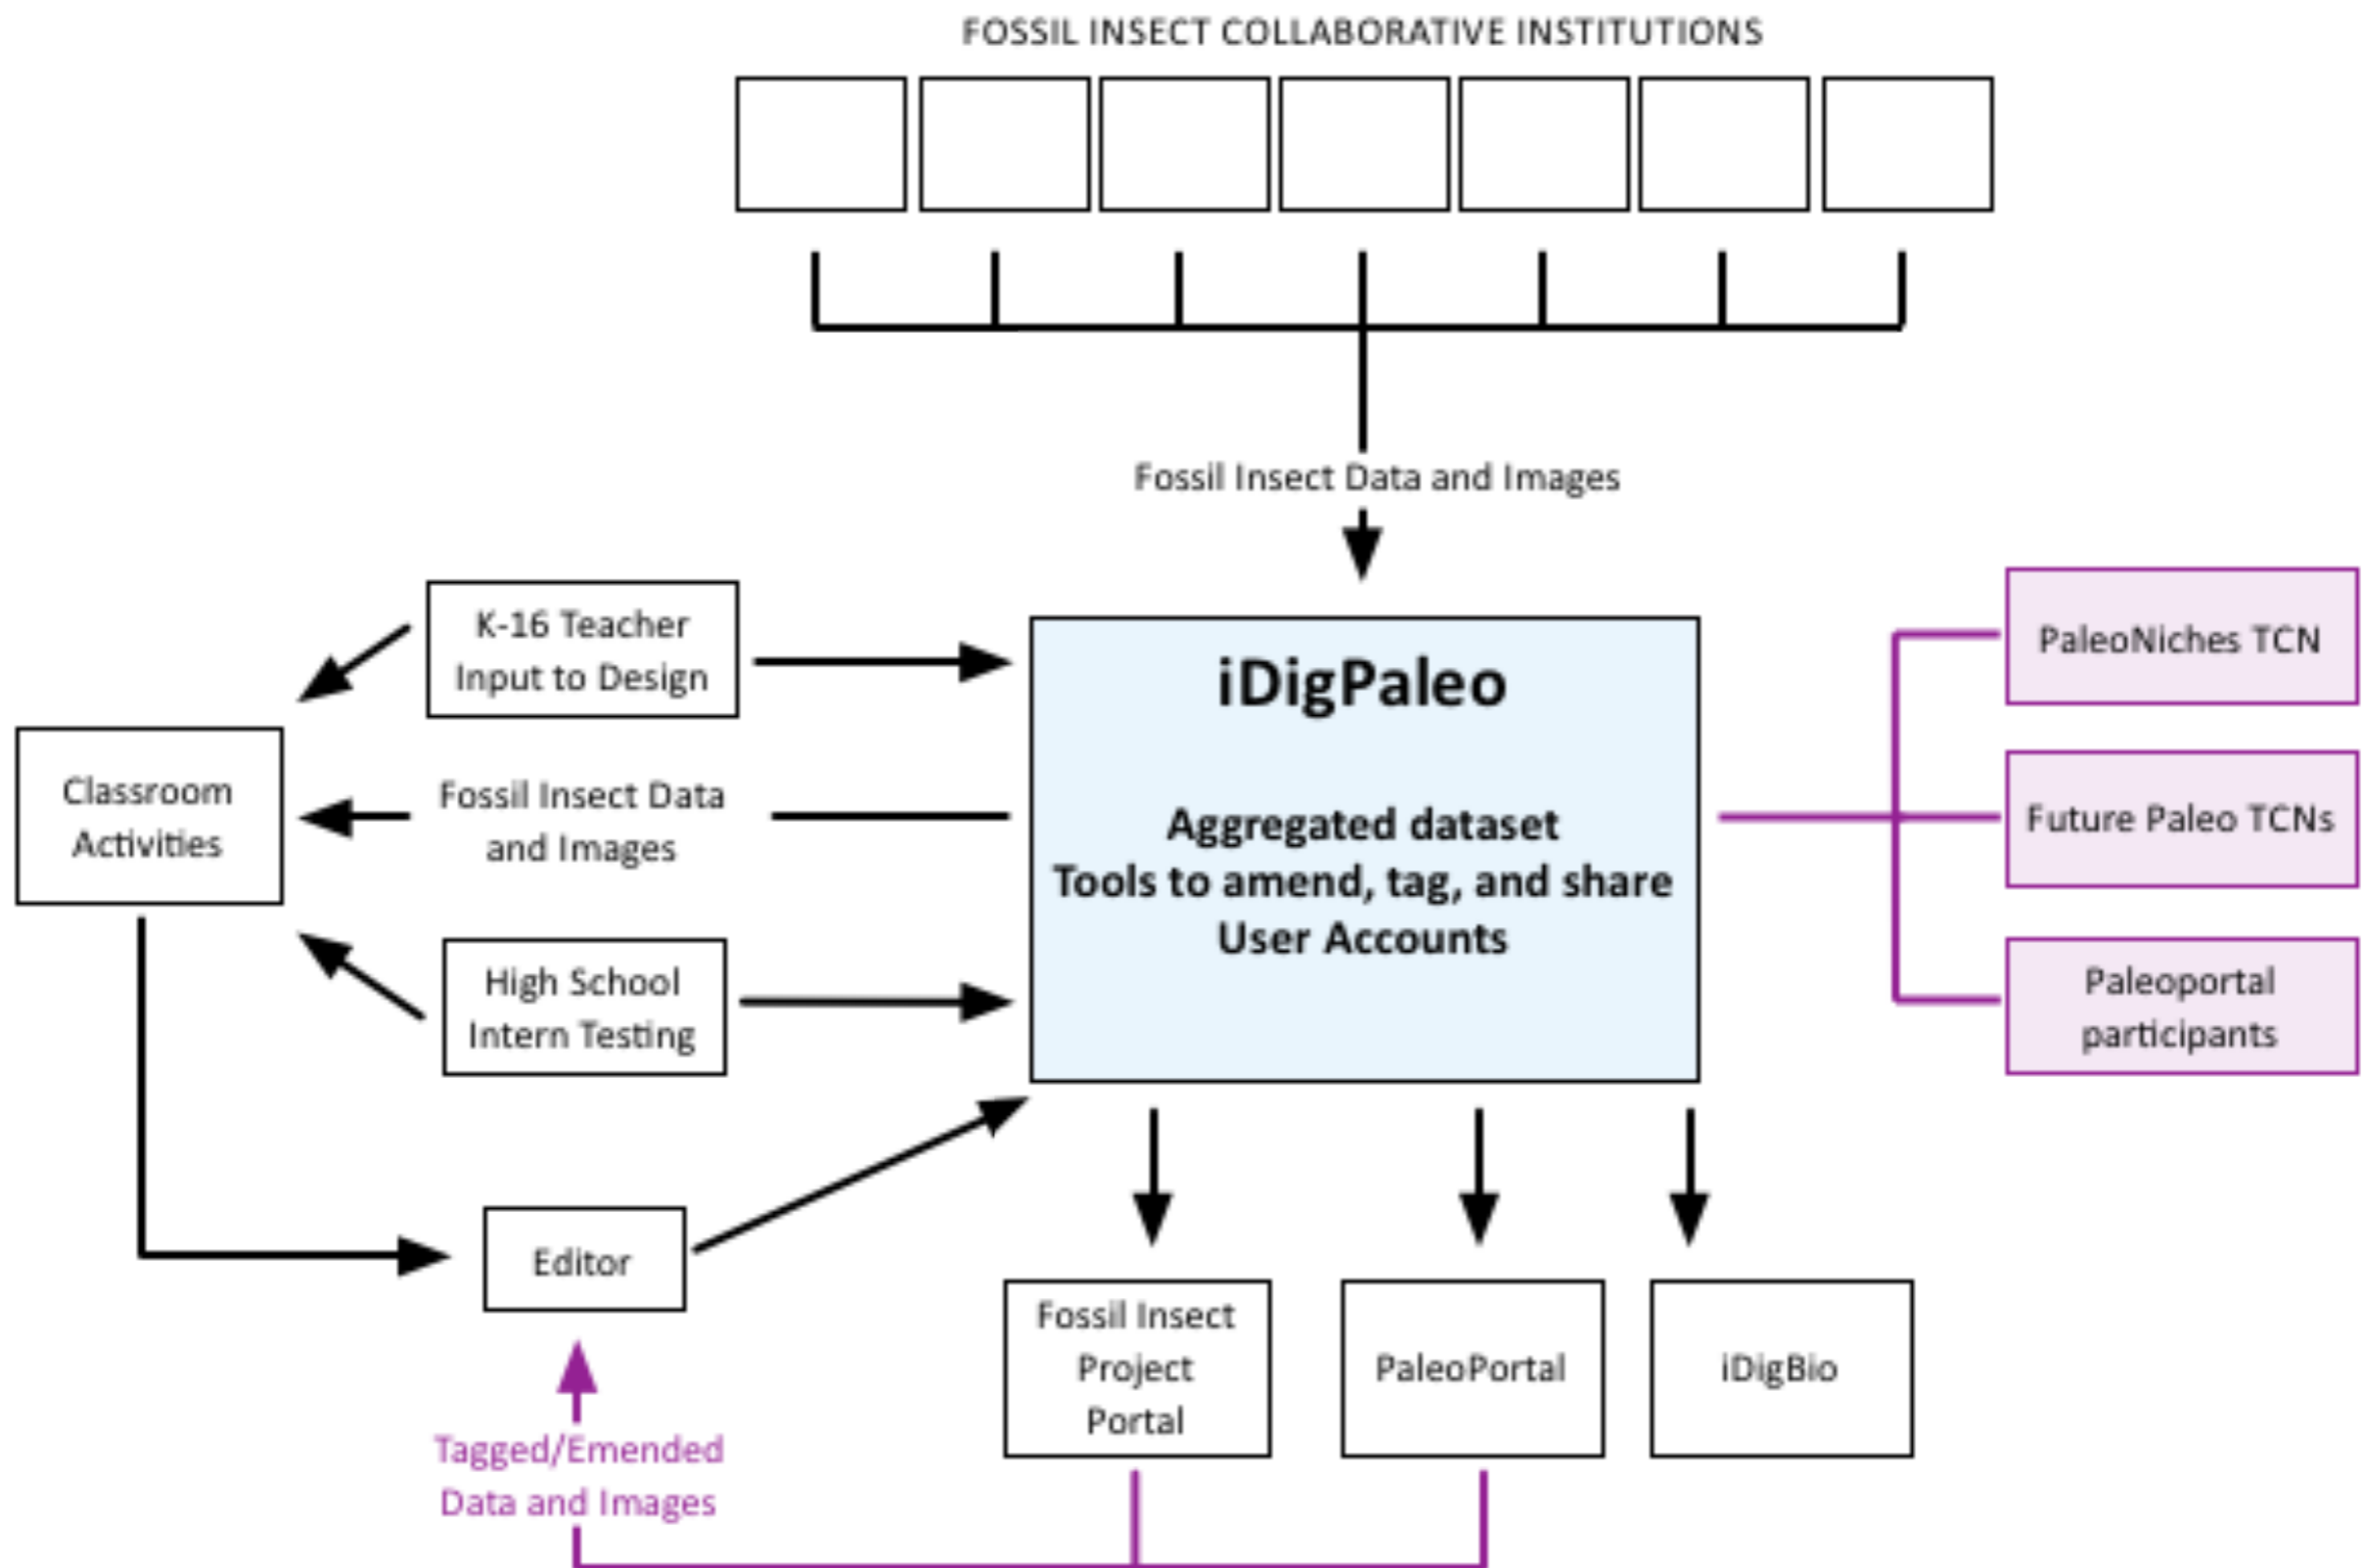 FOSSIL INSECT COLLABORATIVE INSTITUTIONS
Fossil Insect Data and Images
K-16 Teacher
Input to Design
iDigPaleo
PaleoNiches TCN
Classroom
Activities
Fossil Insect Data
and Images
Aggregated dataset
Tools to amend, tag, and share
User Accounts
Future Paleo TCNs
High School
Intern Testing
Paleoportal
participants
Editor
Fossil Insect
Project
Portal
PaleoPortal
iDigBio
Tagged/Emended
Data and Images